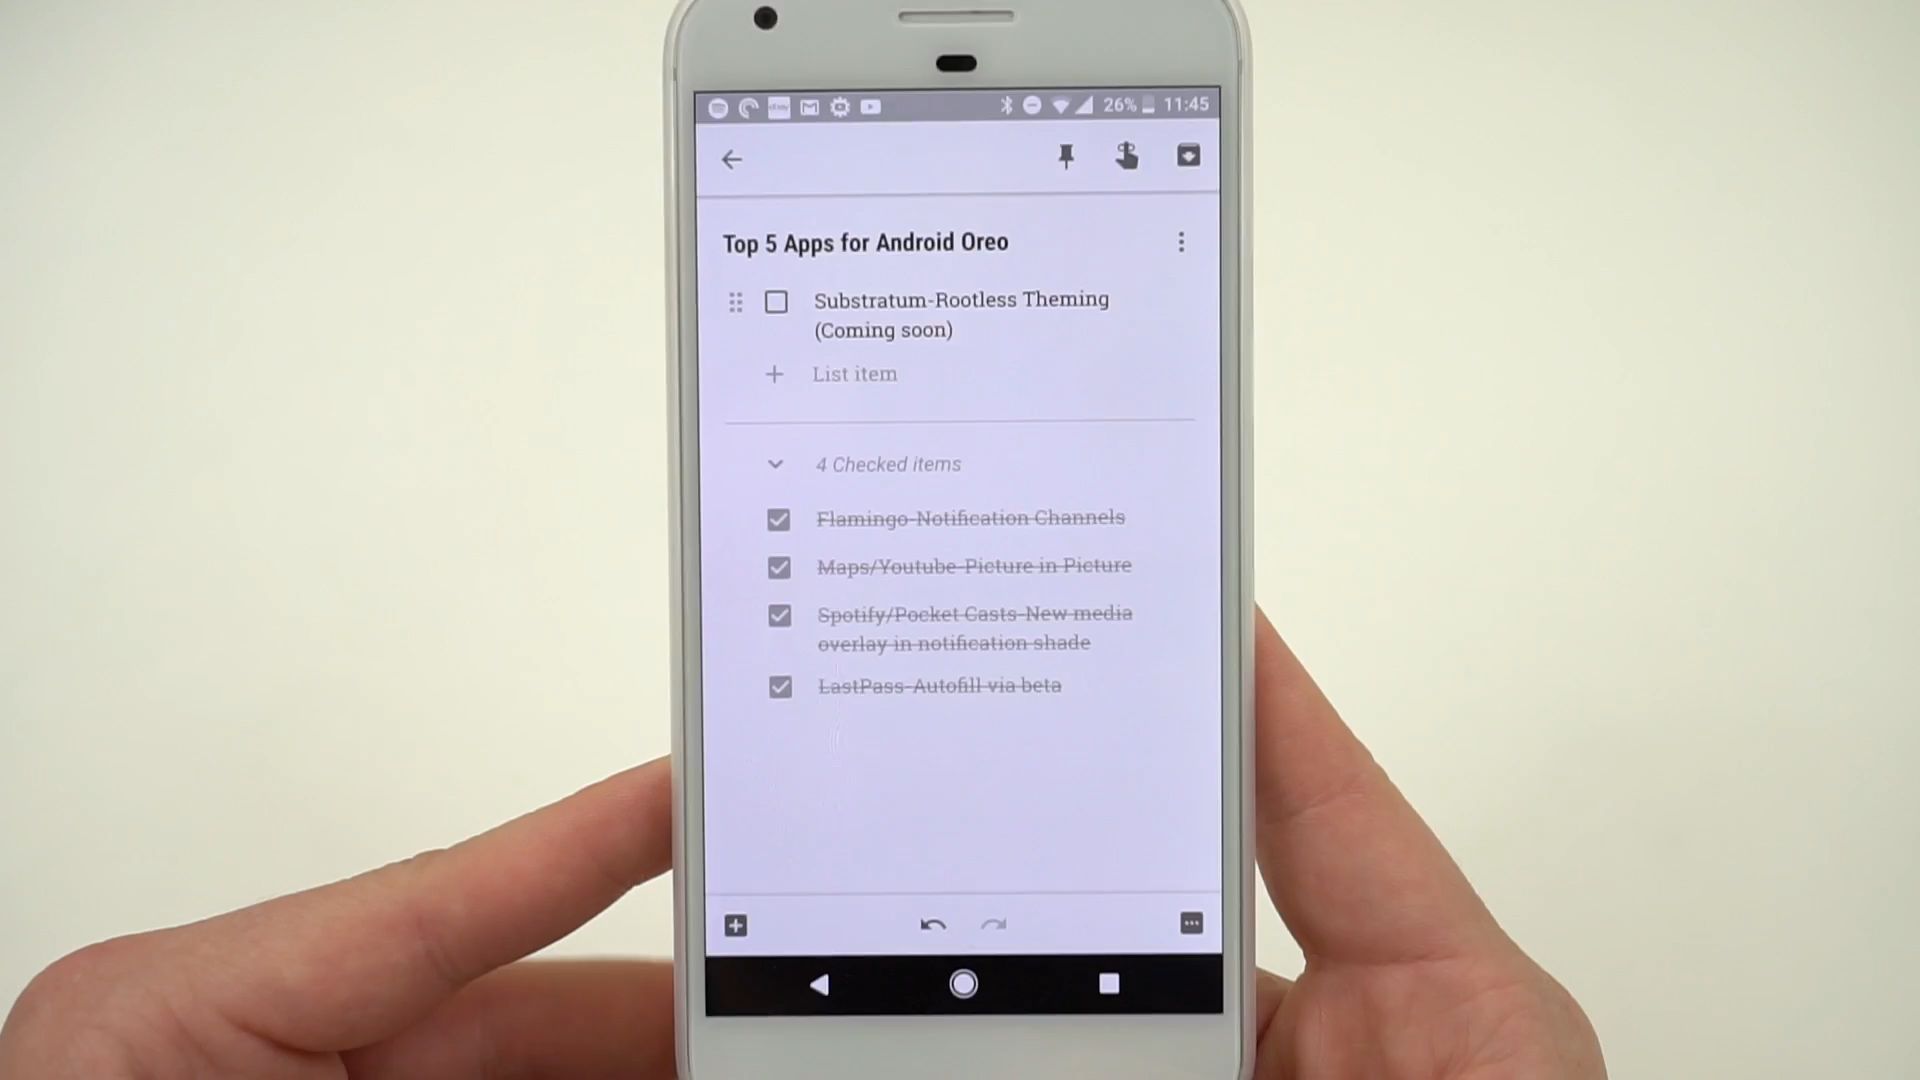 26% 11:45
Top 5 Apps for Android Oreo
Substratum-Rootless Theming
(Coming soon)
List item
4 Checked items
Flamingo-Notification Channels
Maps/Youtube-Picture in Picture
Spotify/Pocket Casts-New media
overlay in notification shade
LastPass-Autofill via beta